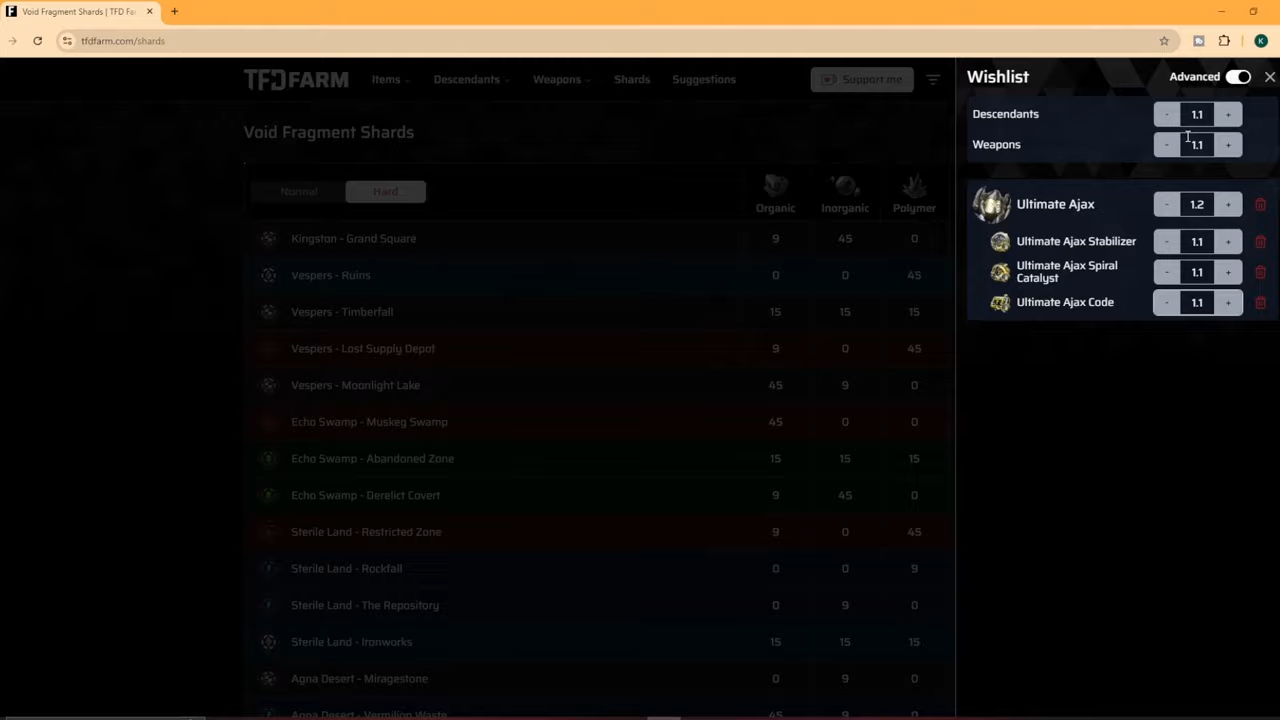 Void Fragment Shards | TFD Fa
tfdfarm.com/shards
K
TFD FARM
Items
Descendants
Weapons
Shards
Suggestions
Support me
Void Fragment Shards
Normal Hard Organic Inorganic Polymer
Kingston - Grand Square 9 45 0
Vespers - Ruins 0 0 45
Vespers - Timberfall 15 15 15
Vespers - Lost Supply Depot 9 0 45
Vespers - Moonlight Lake 45 9 0
Echo Swamp - Muskeg Swamp 45 0 0
Echo Swamp - Abandoned Zone 15 15 15
Echo Swamp - Derelict Covert 9 45 0
Sterile Land - Restricted Zone 9 0 45
Sterile Land - Rockfall 0 0 9
Sterile Land - The Repository 0 9 0
Sterile Land - Ironworks 15 15 15
Agna Desert - Miragestone 0 9 0
Agna Desert - Vermilion Waste 45 9 0
Wishlist Advanced
Descendants - 1.1 +
Weapons - 1.1 +
Ultimate Ajax - 1.2 +
Ultimate Ajax Stabilizer - 1.1 +
Ultimate Ajax Spiral
Catalyst - 1.1 +
Ultimate Ajax Code - 1.1 +